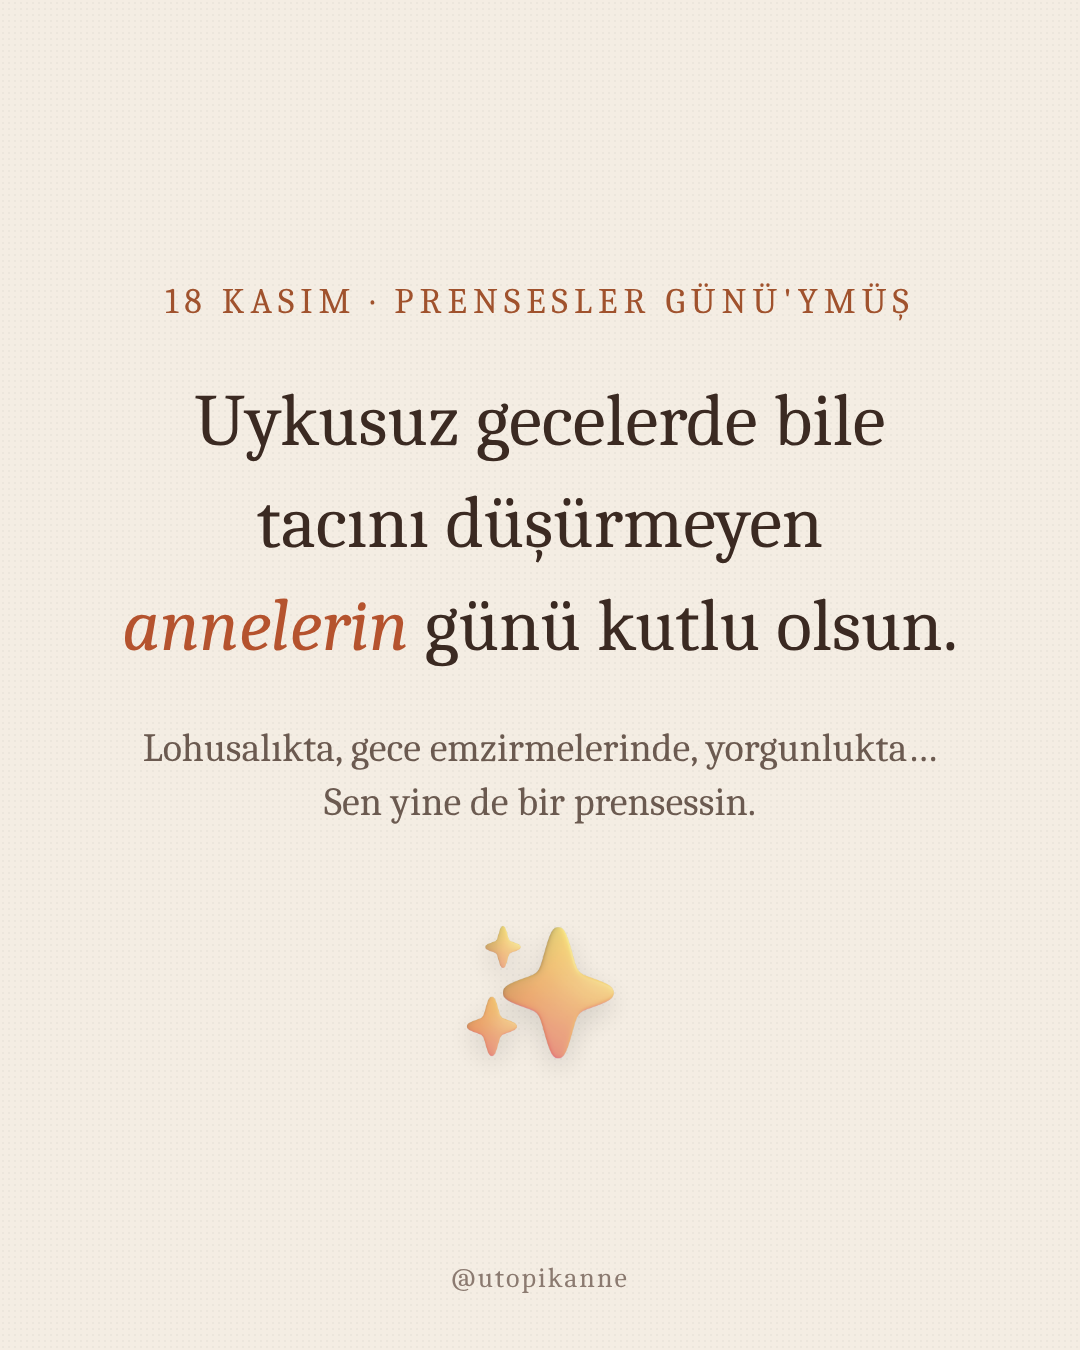 18 KASIM · PRENSESLER GÜNÜ'YMÜŞ
Uykusuz gecelerde bile
tacını düşürmeyen
annelerin günü kutlu olsun.
Lohusalıkta, gece emzirmelerinde, yorgunlukta…
Sen yine de bir prensessin.
@utopikanne